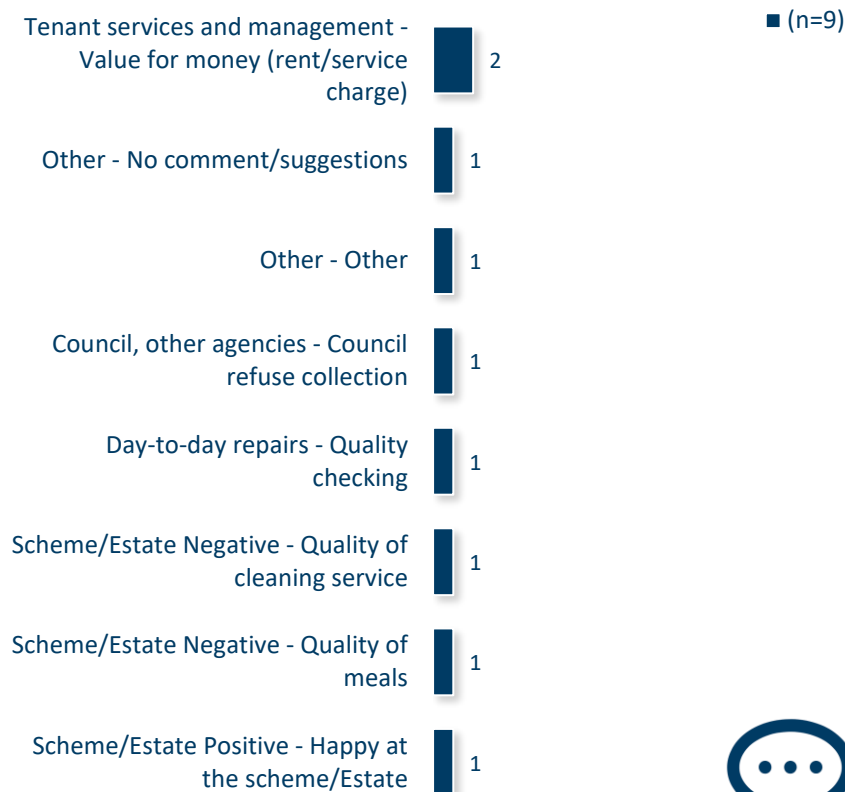 ■ (n=9)
Tenant services and management -
Value for money (rent/service
charge)
2
Other - No comment/suggestions
1
Other - Other
1
Council, other agencies - Council
refuse collection
1
Day-to-day repairs - Quality
checking
1
Scheme/Estate Negative - Quality of
cleaning service
1
Scheme/Estate Negative - Quality of
meals
1
Scheme/Estate Positive - Happy at
the scheme/Estate
1